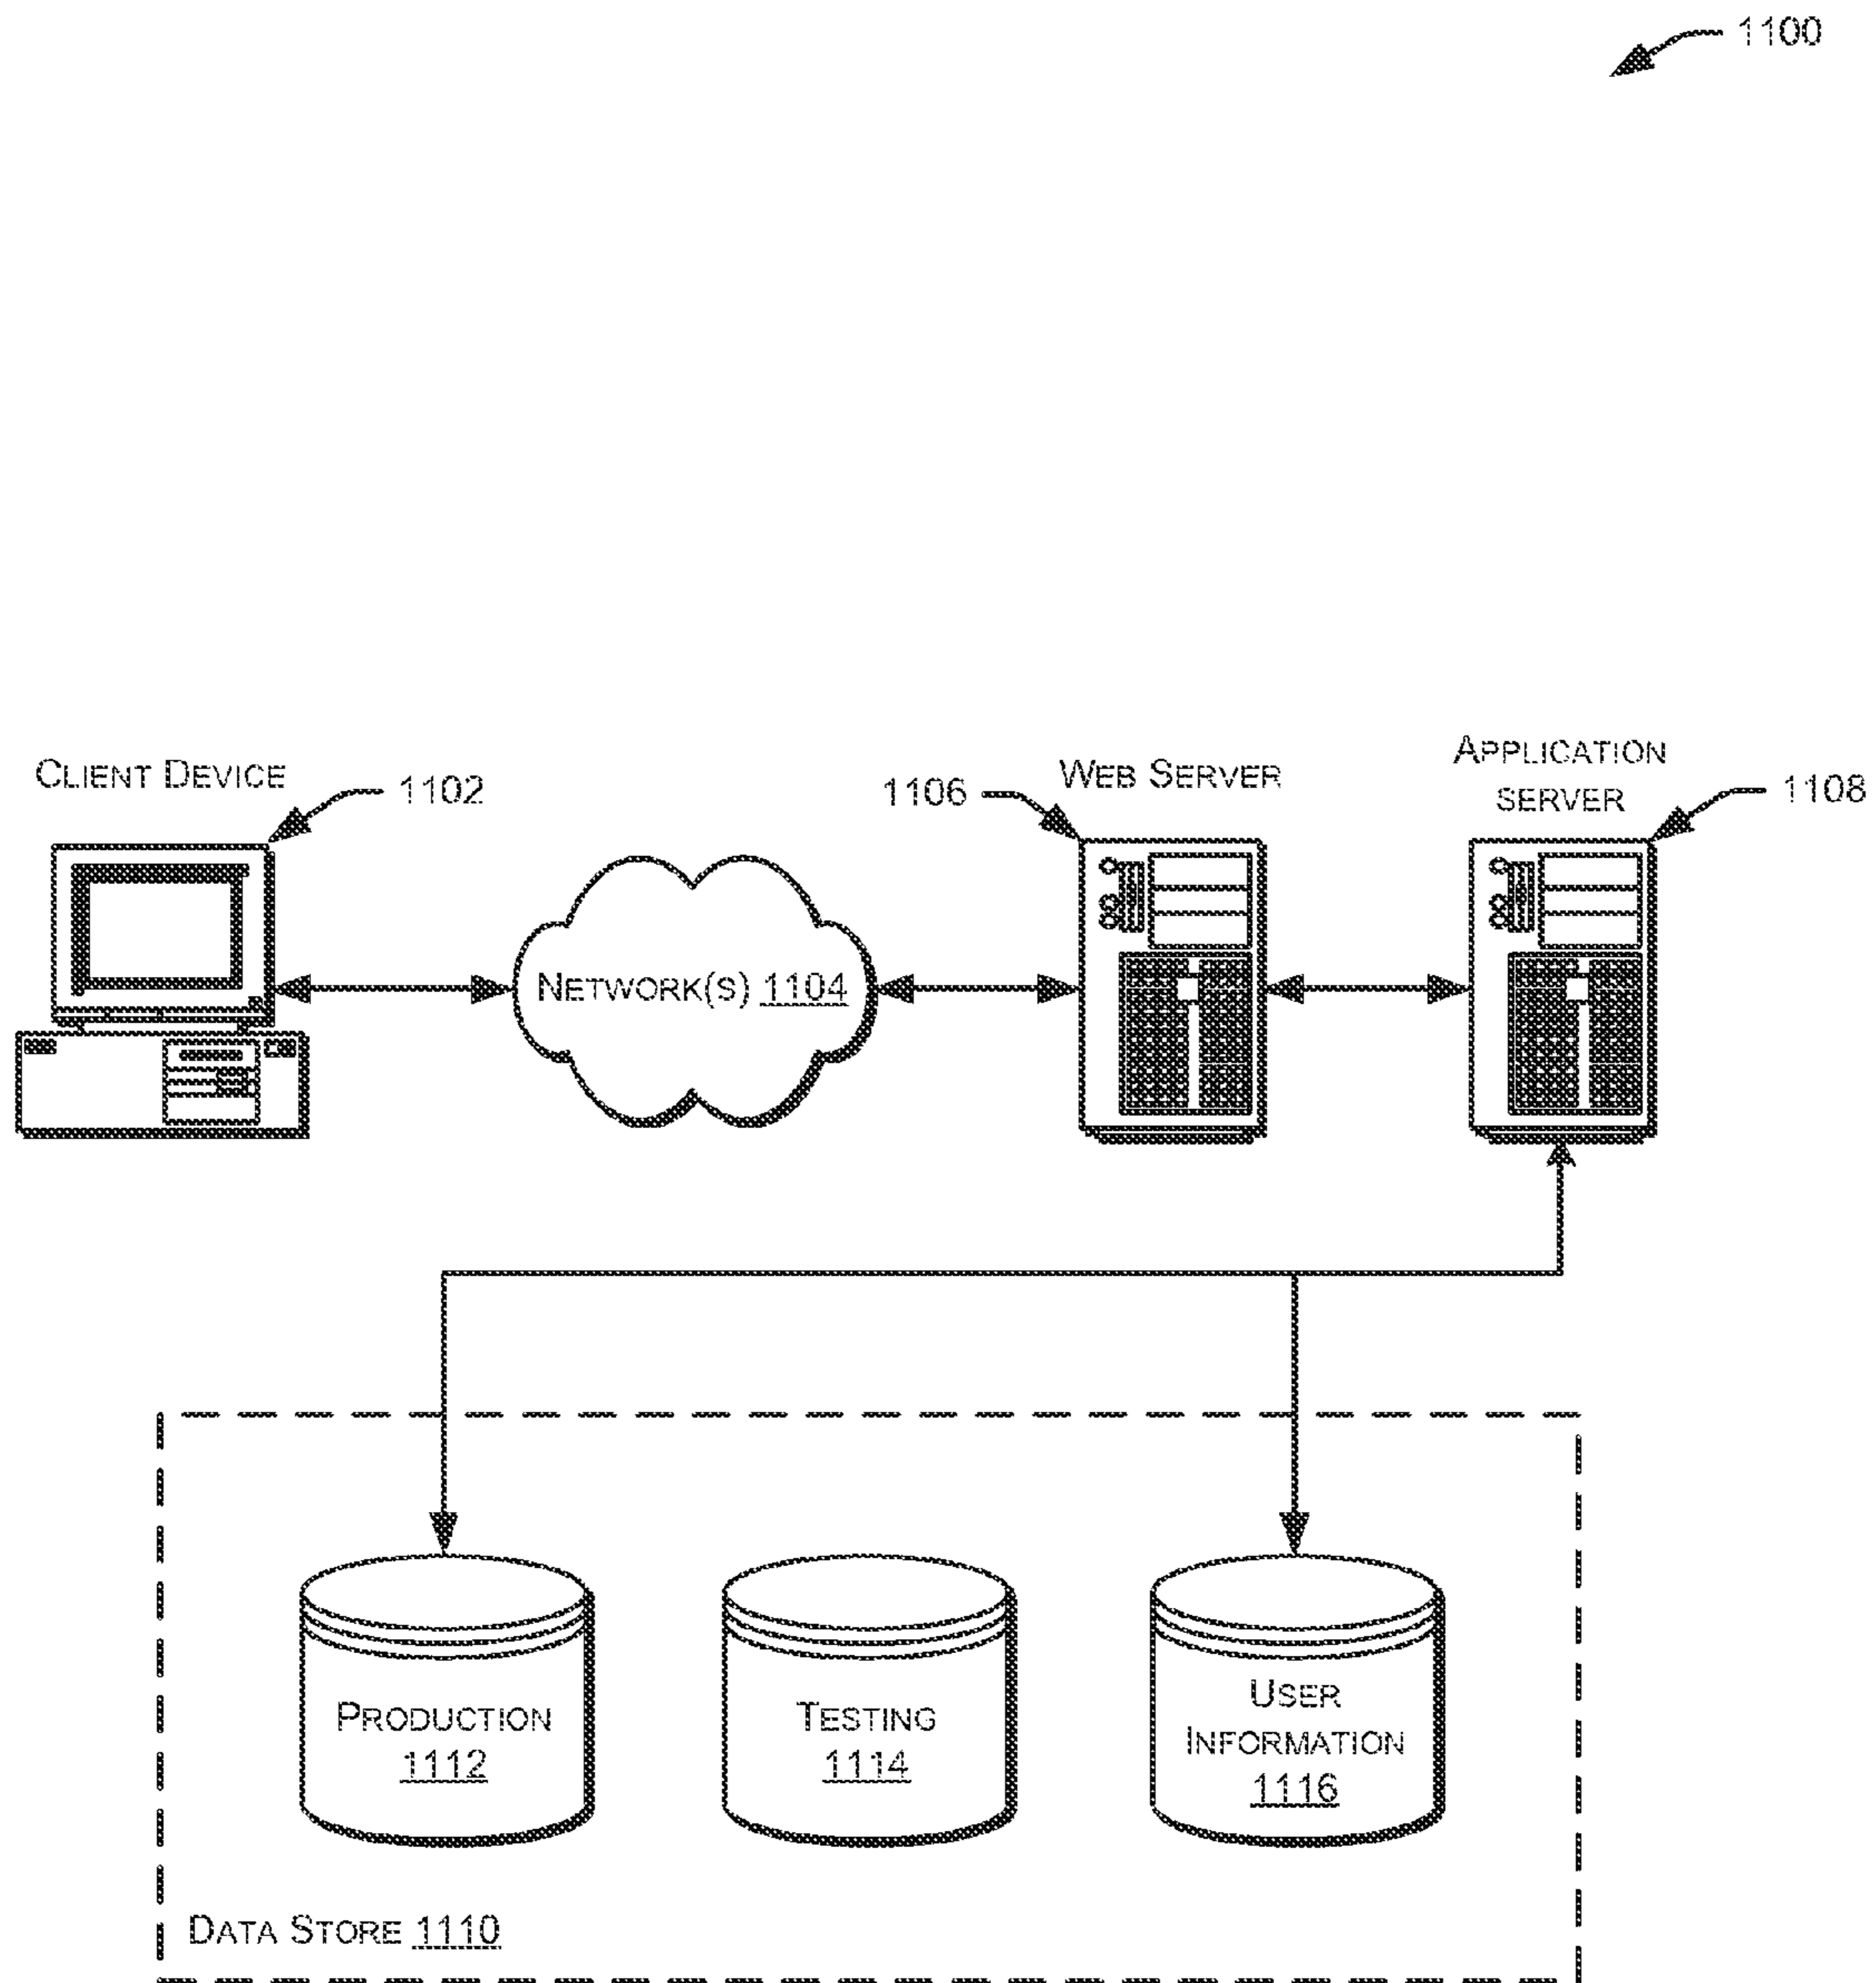 1100
CLIENT DEVICE
1102
1106
WEB SERVER
APPLICATION
SERVER
1108
NETWORK(S) 1104
PRODUCTION
1112
TESTING
1114
USER
INFORMATION
1116
DATA STORE 1110